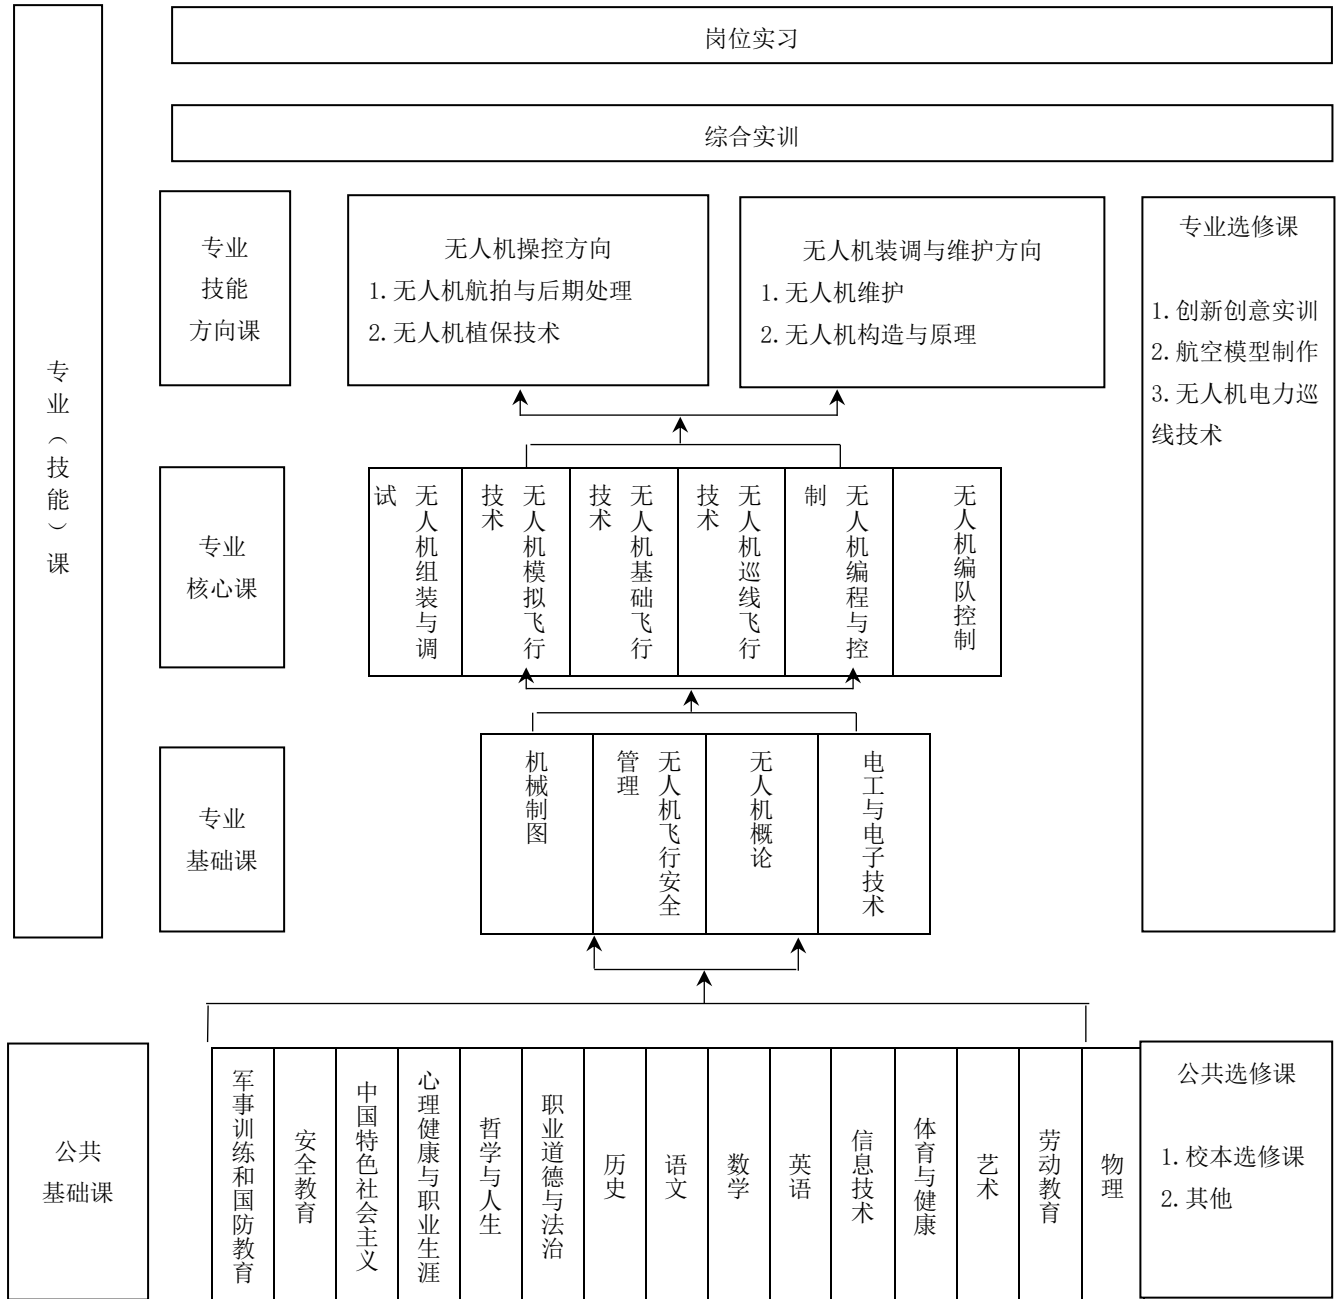 岗位实习
综合实训
专业
技能
方向课
无人机操控方向
1.无人机航拍与后期处理
2.无人机植保技术
无人机装调与维护方向
1.无人机维护
2.无人机构造与原理
专业选修课
1.创新创意实训
2.航空模型制作
3.无人机电力巡
线技术
专业（技能）课
专业
核心课
无人机组装与调
试
无人机模拟飞行
技术
无人机基础飞行
技术
无人机巡线飞行
技术
无人机编程与控
制
无人机编队控制
专业
基础课
机械制图
无人机飞行安全
管理
无人机概论
电工与电子技术
公共
基础课
军事训练和国防教育
安全教育
中国特色社会主义
心理健康与职业生涯
哲学与人生
职业道德与法治
历史
语文
数学
英语
信息技术
体育与健康
艺术
劳动教育
物理
公共选修课
1.校本选修课
2.其他